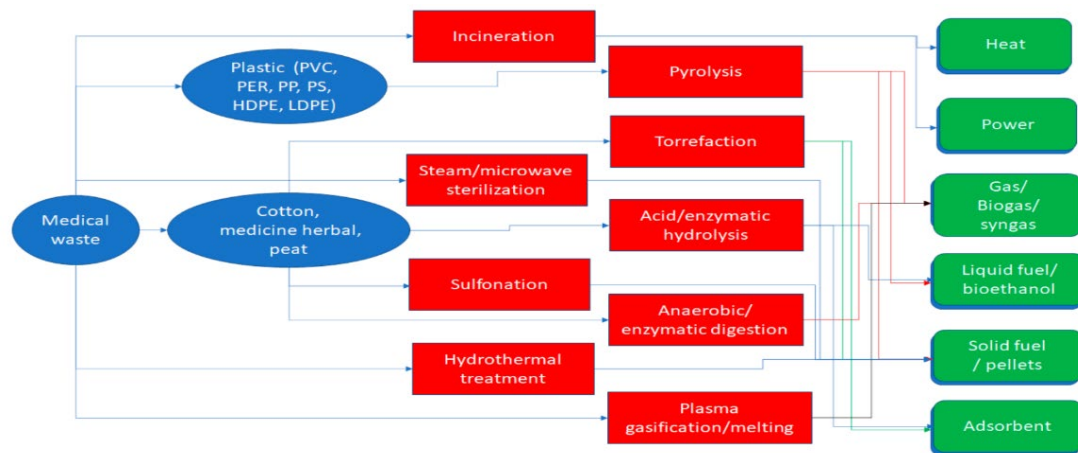 Incineration
Heat
Plastic (PVC,
PER, PP, PS,
HDPE, LDPE)
Pyrolysis
Power
Torrefaction
Steam/microwave
sterilization
Gas/
Biogas/
syngas
Medical
waste
Cotton,
medicine herbal,
peat
Acid/enzymatic
hydrolysis
Sulfonation
Liquid fuel/
bioethanol
Anaerobic/
enzymatic digestion
Hydrothermal
treatment
Solid fuel
/ pellets
Plasma
gasification/melting
Adsorbent